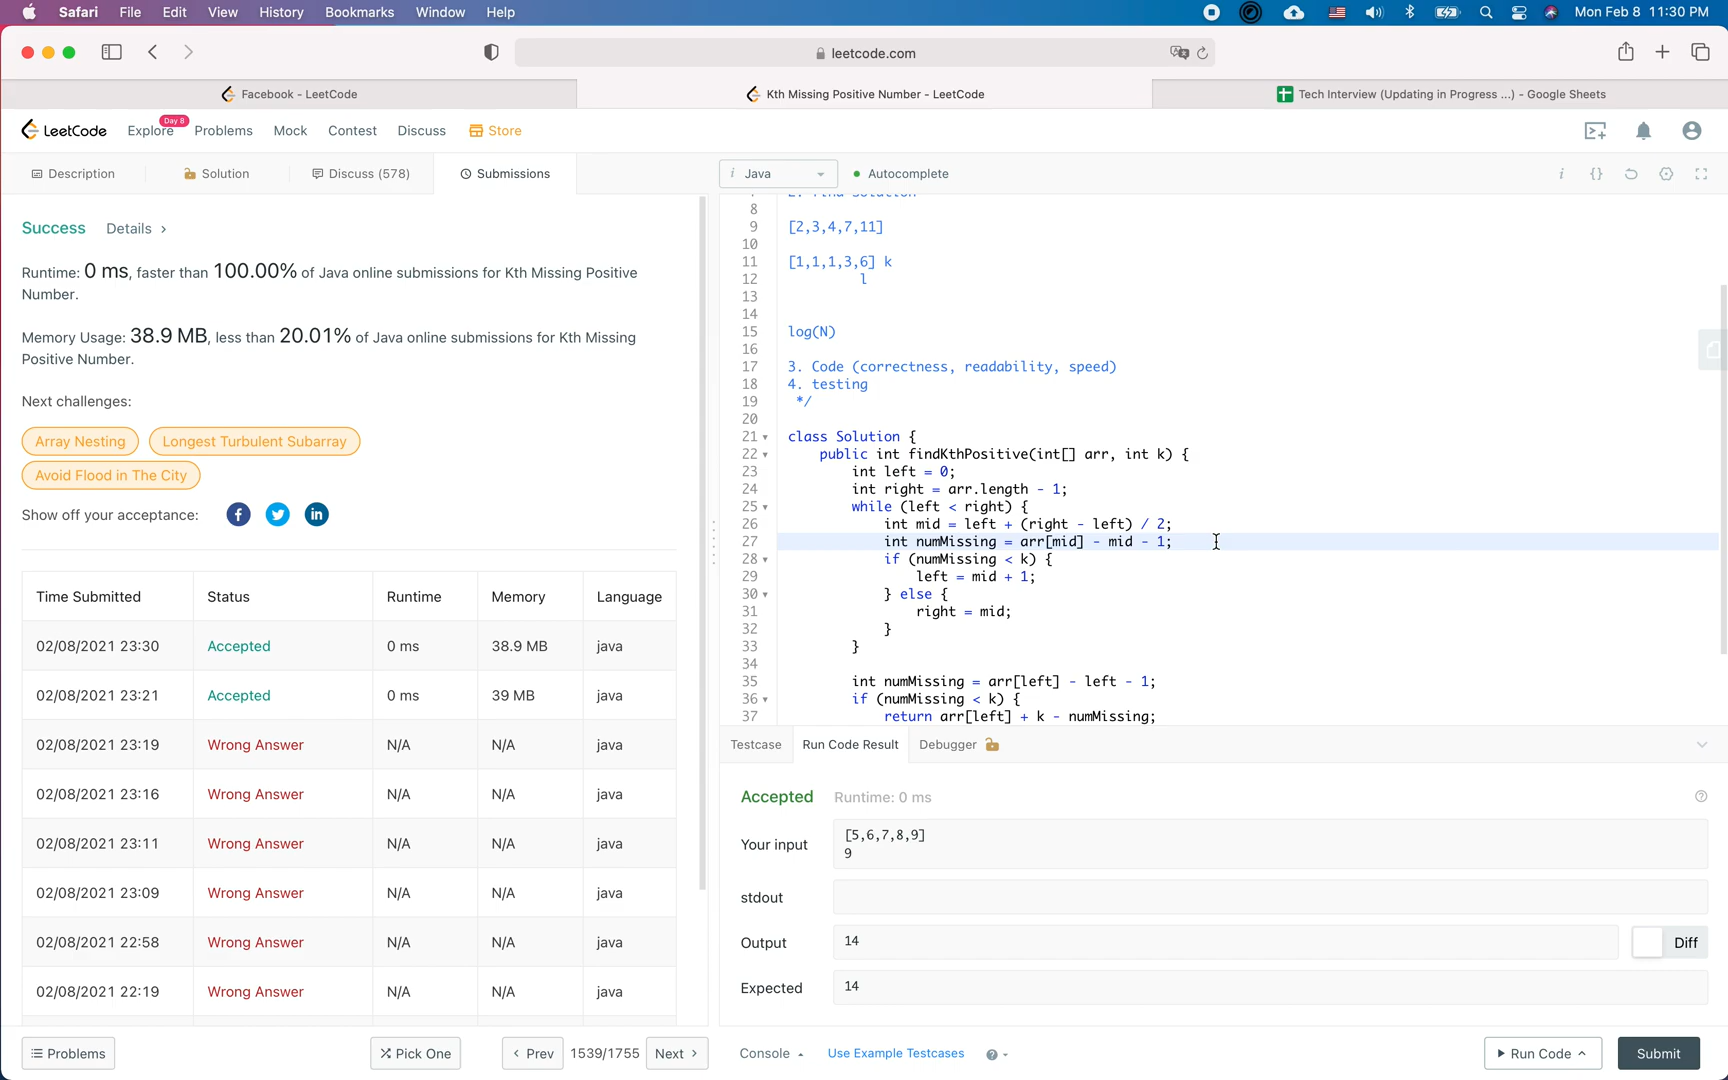 Safari File Edit View History Bookmarks Window Help Mon Feb 8 11:30 PM
leetcode.com
Facebook - LeetCode
Kth Missing Positive Number - LeetCode
Tech Interview (Updating in Progress ...) - Google Sheets
LeetCode Explore Day 8 Problems Mock Contest Discuss Store
Description Solution Discuss (578) Submissions
i Java Autocomplete
Success Details >
Runtime: 0 ms, faster than 100.00% of Java online submissions for Kth Missing Positive
Number.
Memory Usage: 38.9 MB, less than 20.01% of Java online submissions for Kth Missing
Positive Number.
Next challenges:
Array Nesting Longest Turbulent Subarray
Avoid Flood in The City
Show off your acceptance:
Time Submitted Status Runtime Memory Language
02/08/2021 23:30 Accepted 0 ms 38.9 MB java
02/08/2021 23:21 Accepted 0 ms 39 MB java
02/08/2021 23:19 Wrong Answer N/A N/A java
02/08/2021 23:16 Wrong Answer N/A N/A java
02/08/2021 23:11 Wrong Answer N/A N/A java
02/08/2021 23:09 Wrong Answer N/A N/A java
02/08/2021 22:58 Wrong Answer N/A N/A java
02/08/2021 22:19 Wrong Answer N/A N/A java
Problems Pick One < Prev 1539/1755 Next >
8
9 [2,3,4,7,11]
10
11 [1,1,1,3,6] k
12 l
13
14
15 log(N)
16
17 3. Code (correctness, readability, speed)
18 4. testing
19 */
20
21 class Solution {
22 public int findKthPositive(int[] arr, int k) {
23 int left = 0;
24 int right = arr.length - 1;
25 while (left < right) {
26 int mid = left + (right - left) / 2;
27 int numMissing = arr[mid] - mid - 1;
28 if (numMissing < k) {
29 left = mid + 1;
30 } else {
31 right = mid;
32 }
33 }
34
35 int numMissing = arr[left] - left - 1;
36 if (numMissing < k) {
37 return arr[left] + k - numMissing;
Testcase Run Code Result Debugger
Accepted Runtime: 0 ms
Your input
[5,6,7,8,9]
9
stdout
Output 14 Diff
Expected 14
Console Use Example Testcases Run Code Submit